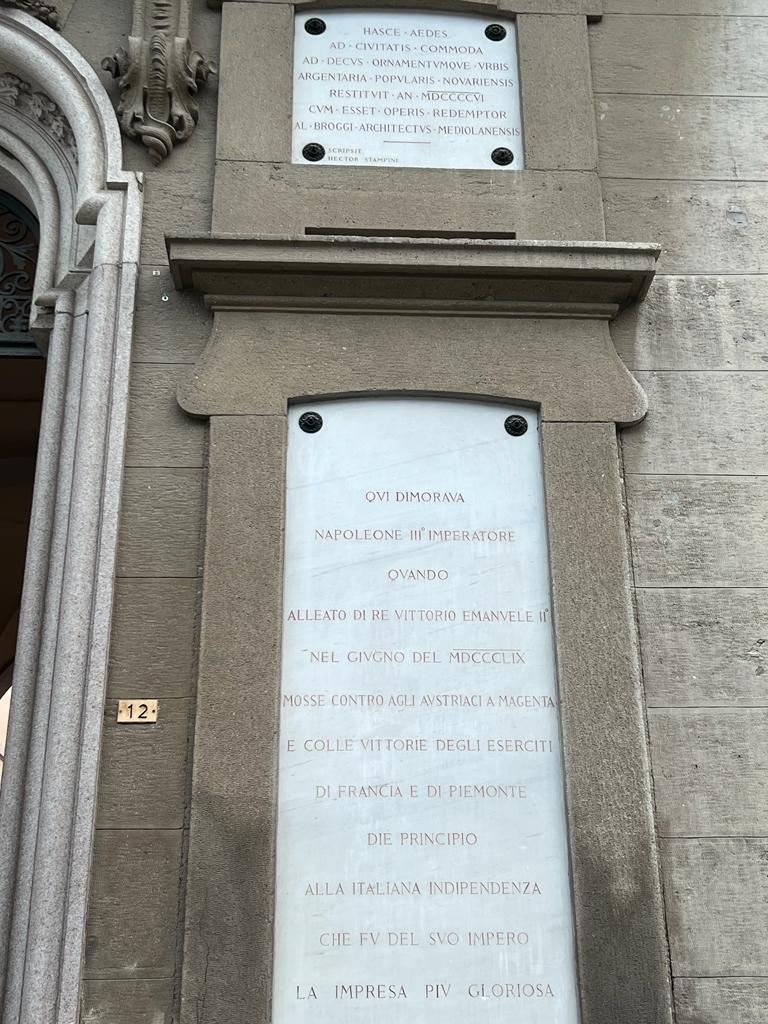 HASCE · AEDES
AD · CIVITATIS · COMMODA
AD · DECVS · ORNAMENTVMQVE · VRBIS
ARGENTARIA · POPVLARIS · NOVARIENSIS
RESTITVIT · AN · MDCCCCVI
CVM · ESSET · OPERIS · REDEMPTOR
AL · BROGGI · ARCHITECTVS · MEDIOLANENSIS
SCRIPSIT
HECTOR STAMPINI
QVI DIMORAVA
NAPOLEONE III° IMPERATORE
QVANDO
ALLEATO DI RE VITTORIO EMANVELE II°
NEL GIVGNO DEL MDCCCLIX
MOSSE CONTRO AGLI AVSTRIACI A MAGENTA
E COLLE VITTORIE DEGLI ESERCITI
DI FRANCIA E DI PIEMONTE
DIÈ PRINCIPIO
ALLA ITALIANA INDIPENDENZA
CHE FV DEL SVO IMPERO
LA IMPRESA PIV GLORIOSA
· 12 ·